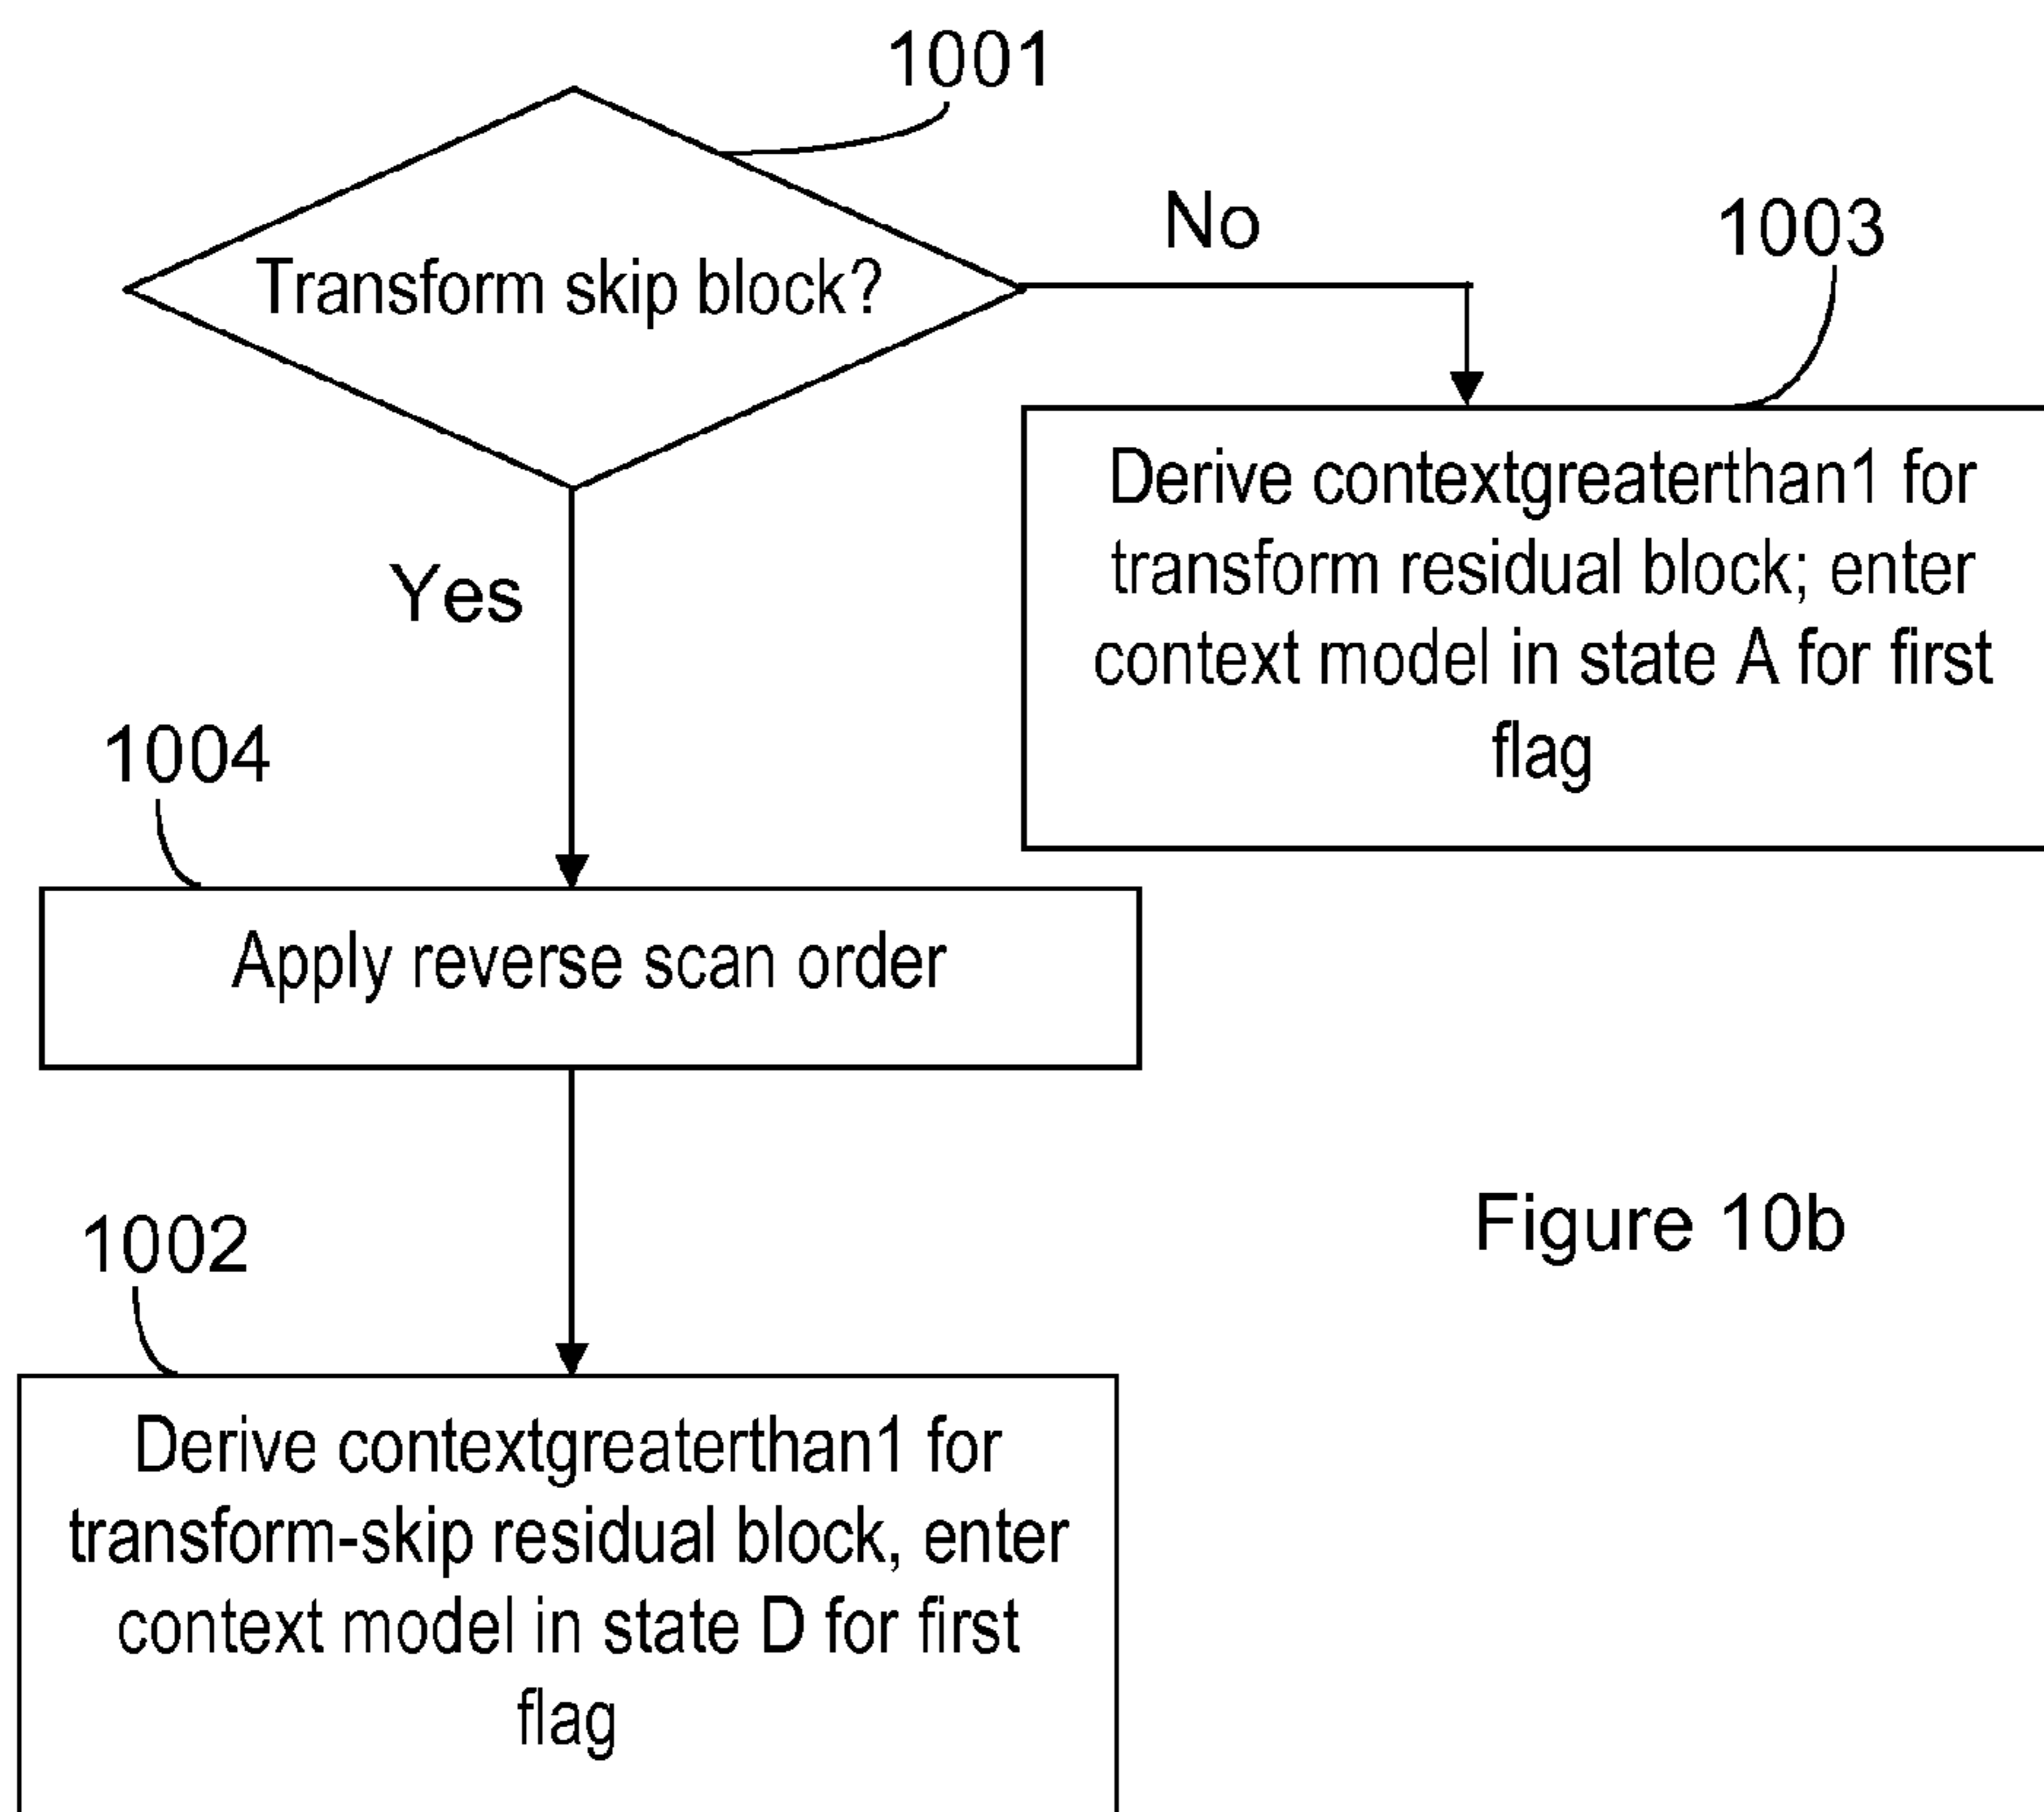 1001
Transform skip block?
No
1003
Derive contextgreaterthan1 for
transform residual block; enter
context model in state A for first
flag
Yes
1004
Apply reverse scan order
1002
Derive contextgreaterthan1 for
transform-skip residual block, enter
context model in state D for first
flag
Figure 10b